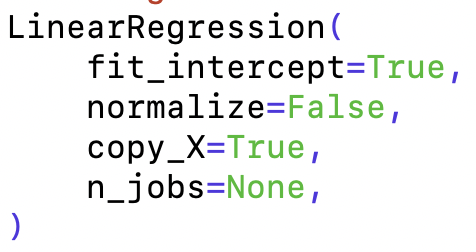 LinearRegression(
    fit_intercept=True,
    normalize=False,
    copy_X=True,
    n_jobs=None,
)